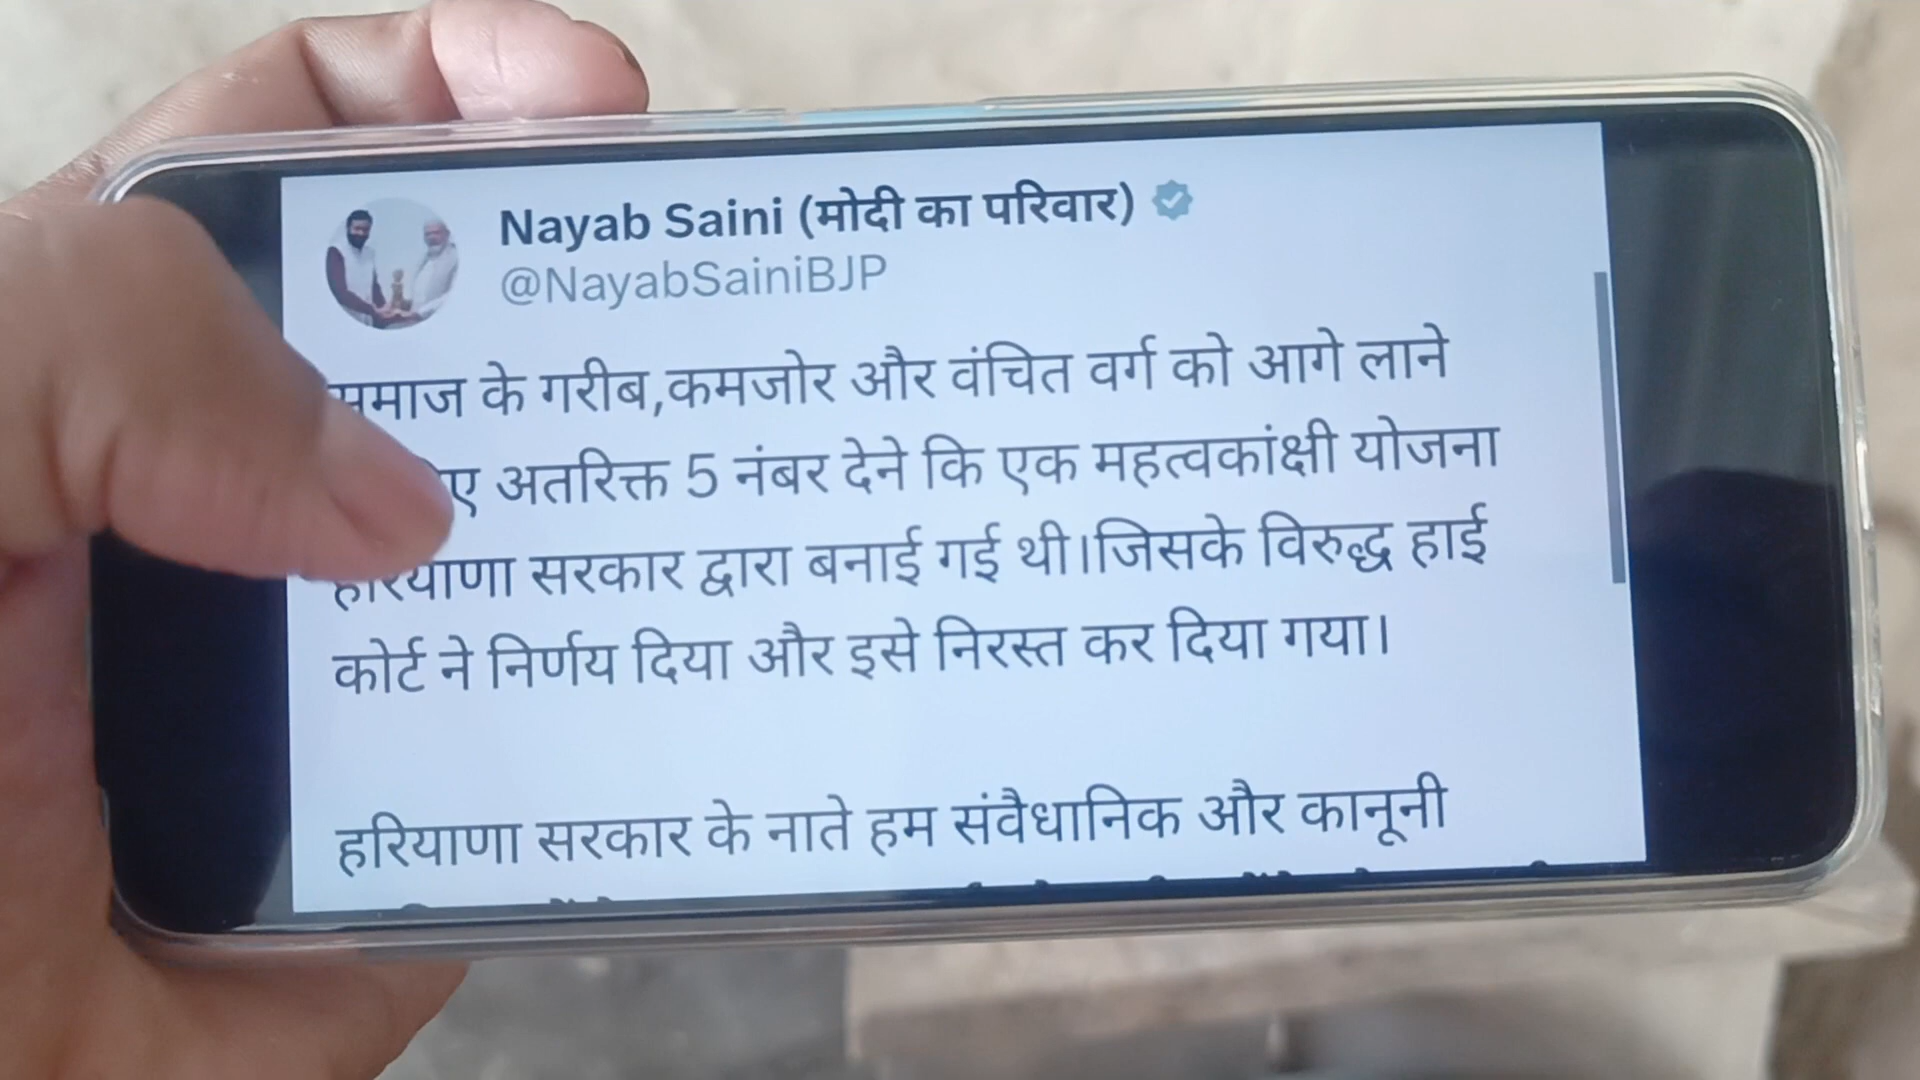 Nayab Saini (मोदी का परिवार)
@NayabSainiBJP
समाज के गरीब,कमजोर और वंचित वर्ग को आगे लाने
अतरिक्त 5 नंबर देने कि एक महत्वकांक्षी योजना
हरियाणा सरकार द्वारा बनाई गई थी।जिसके विरुद्ध हाई
कोर्ट ने निर्णय दिया और इसे निरस्त कर दिया गया।
हरियाणा सरकार के नाते हम संवैधानिक और कानूनी